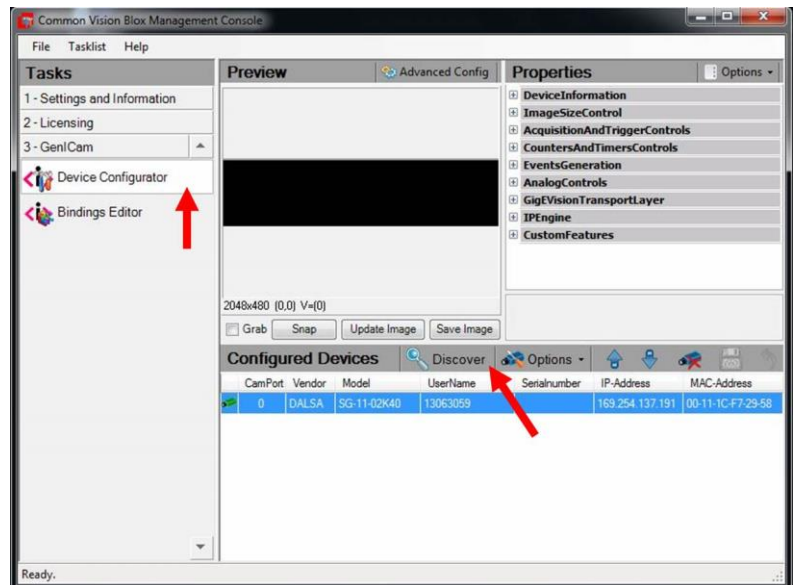 Common Vision Blox Management Console
File Tasklist Help
Tasks
1 - Settings and Information
2 - Licensing
3 - GenICam
Device Configurator
Bindings Editor
Preview
Advanced Config
2048x480 (0,0) V=(0)
Grab Snap Update Image Save Image
Properties
Options
DeviceInformation
ImageSizeControl
AcquisitionAndTriggerControls
CountersAndTimersControls
EventsGeneration
AnalogControls
GigEVisionTransportLayer
IPEngine
CustomFeatures
Configured Devices Discover Options
CamPort Vendor Model UserName Serialnumber IP-Address MAC-Address
0 DALSA SG-11-02K40 13063059 169.254.137.191 00-11-1C-F7-29-58
Ready.